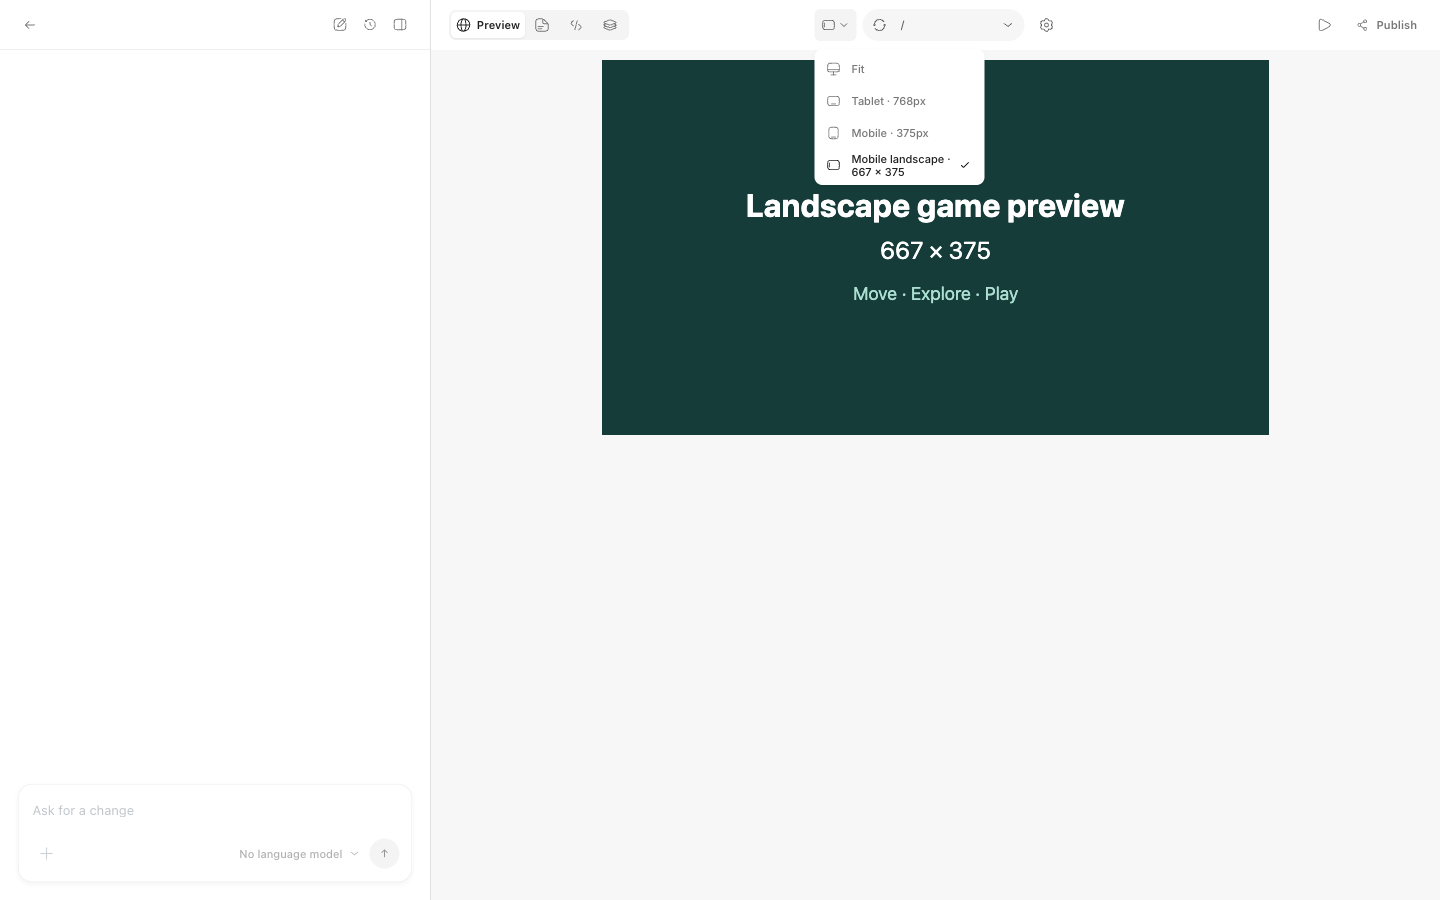 Preview
/
Publish
Fit
Tablet · 768px
Mobile · 375px
Mobile landscape ·
667 × 375
Landscape game preview
667 × 375
Move · Explore · Play
Ask for a change
No language model